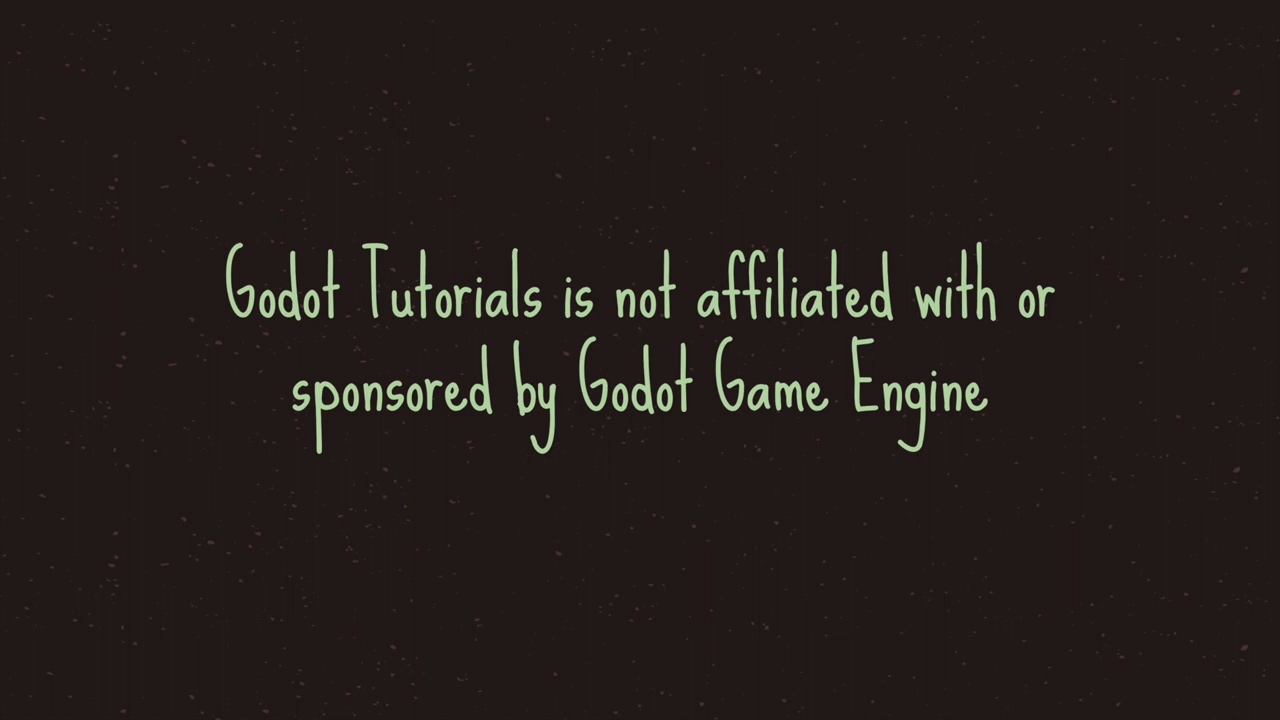 Godot Tutorials is not affiliated with or
sponsored by Godot Game Engine